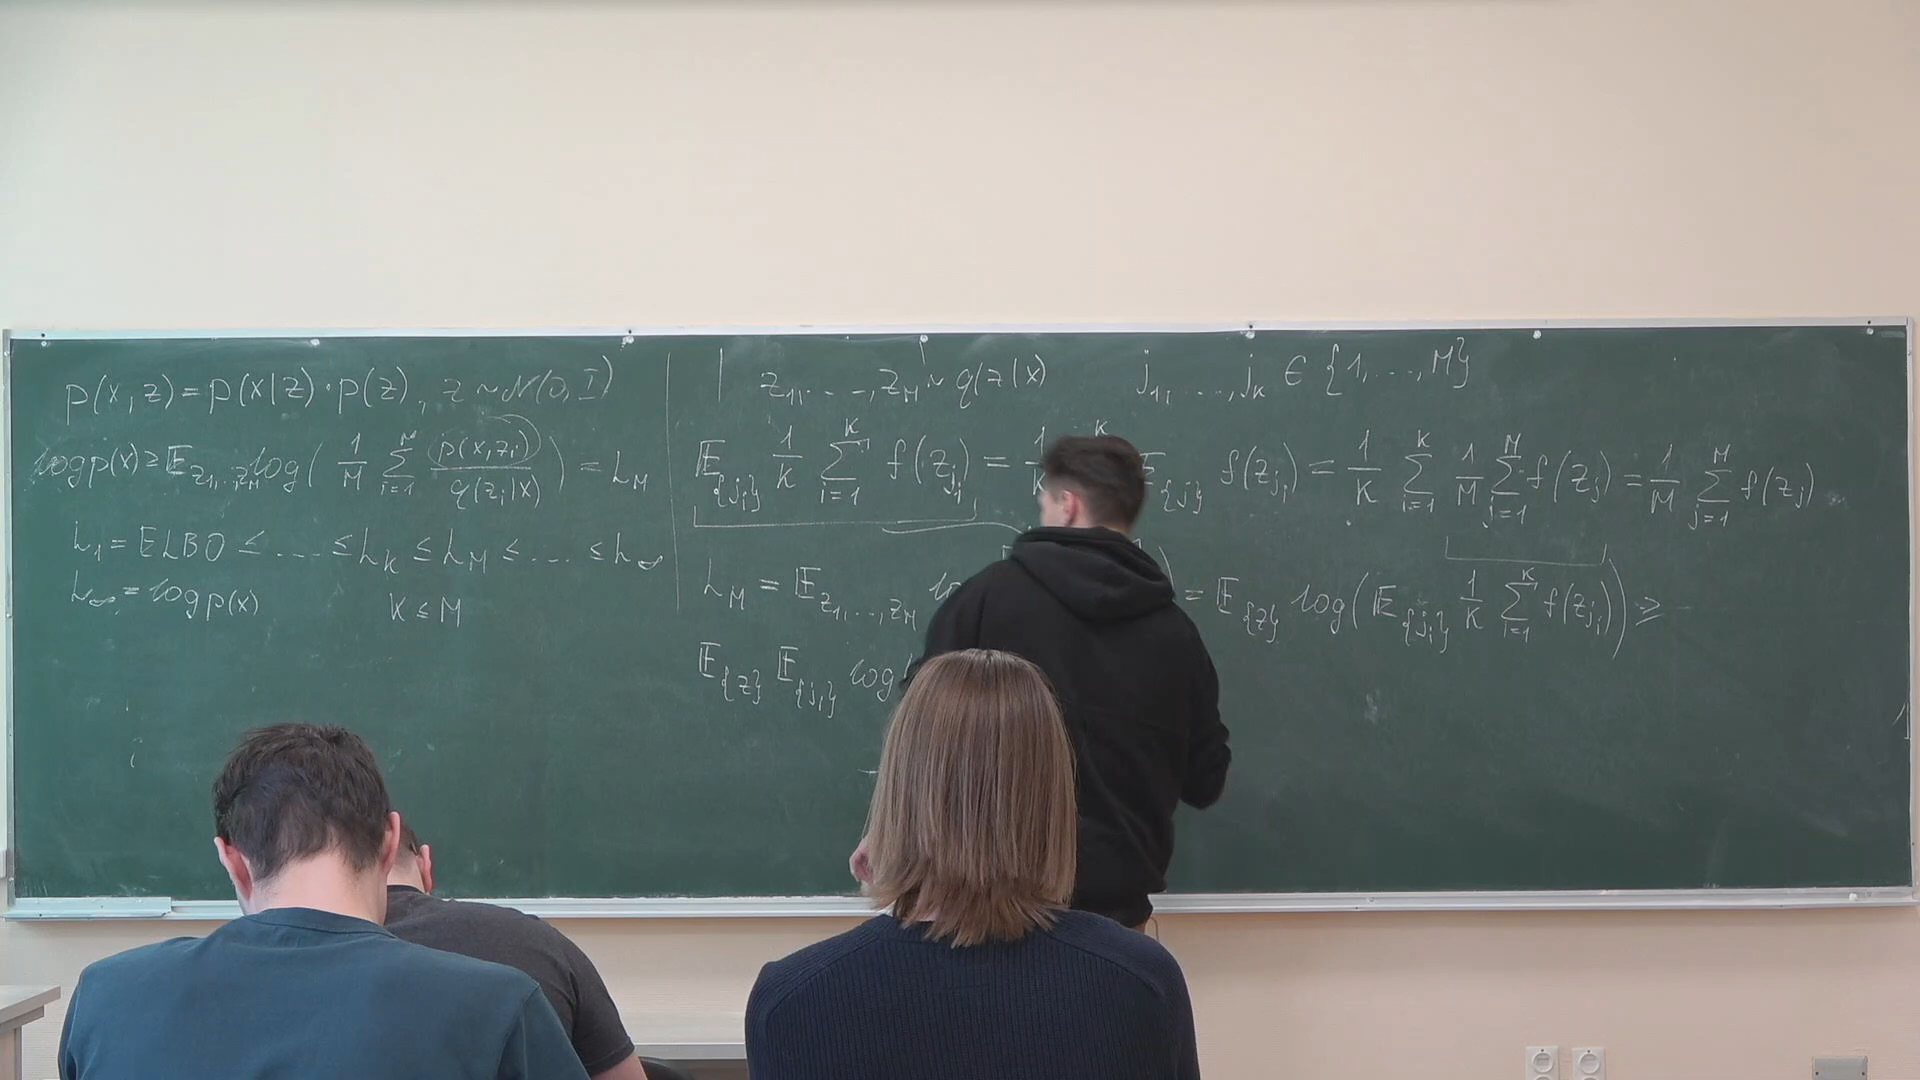 p(x,z)=p(x|z)·p(z), z~N(0,I)
log p(x) ≥ E_{z_1,..,z_M} log( 1/M Σ_{i=1}^{M} p(x,z_i)/q(z_i|x) ) = L_M
L_1 = ELBO ≤ .... ≤ L_K ≤ L_M ≤ .... ≤ L_∞
L_∞ = log p(x)
K ≤ M
z_1,...,z_M ~ q(z|x) j_1,...,j_K ∈ {1,...,M}
E_{{j_i}} 1/K Σ_{i=1}^{K} f(z_{j_i}) = 1/K E_{{j_i}} f(z_{j_i}) = 1/K Σ_{i=1}^{K} 1/M Σ_{j=1}^{M} f(z_j) = 1/M Σ_{j=1}^{M} f(z_j)
L_M = E_{z_1,...,z_M} ) = E_{{z}} log( E_{{j_i}} 1/K Σ_{i=1}^{K} f(z_{j_i}) ) ≥
E_{{z}} E_{{j_i}} log